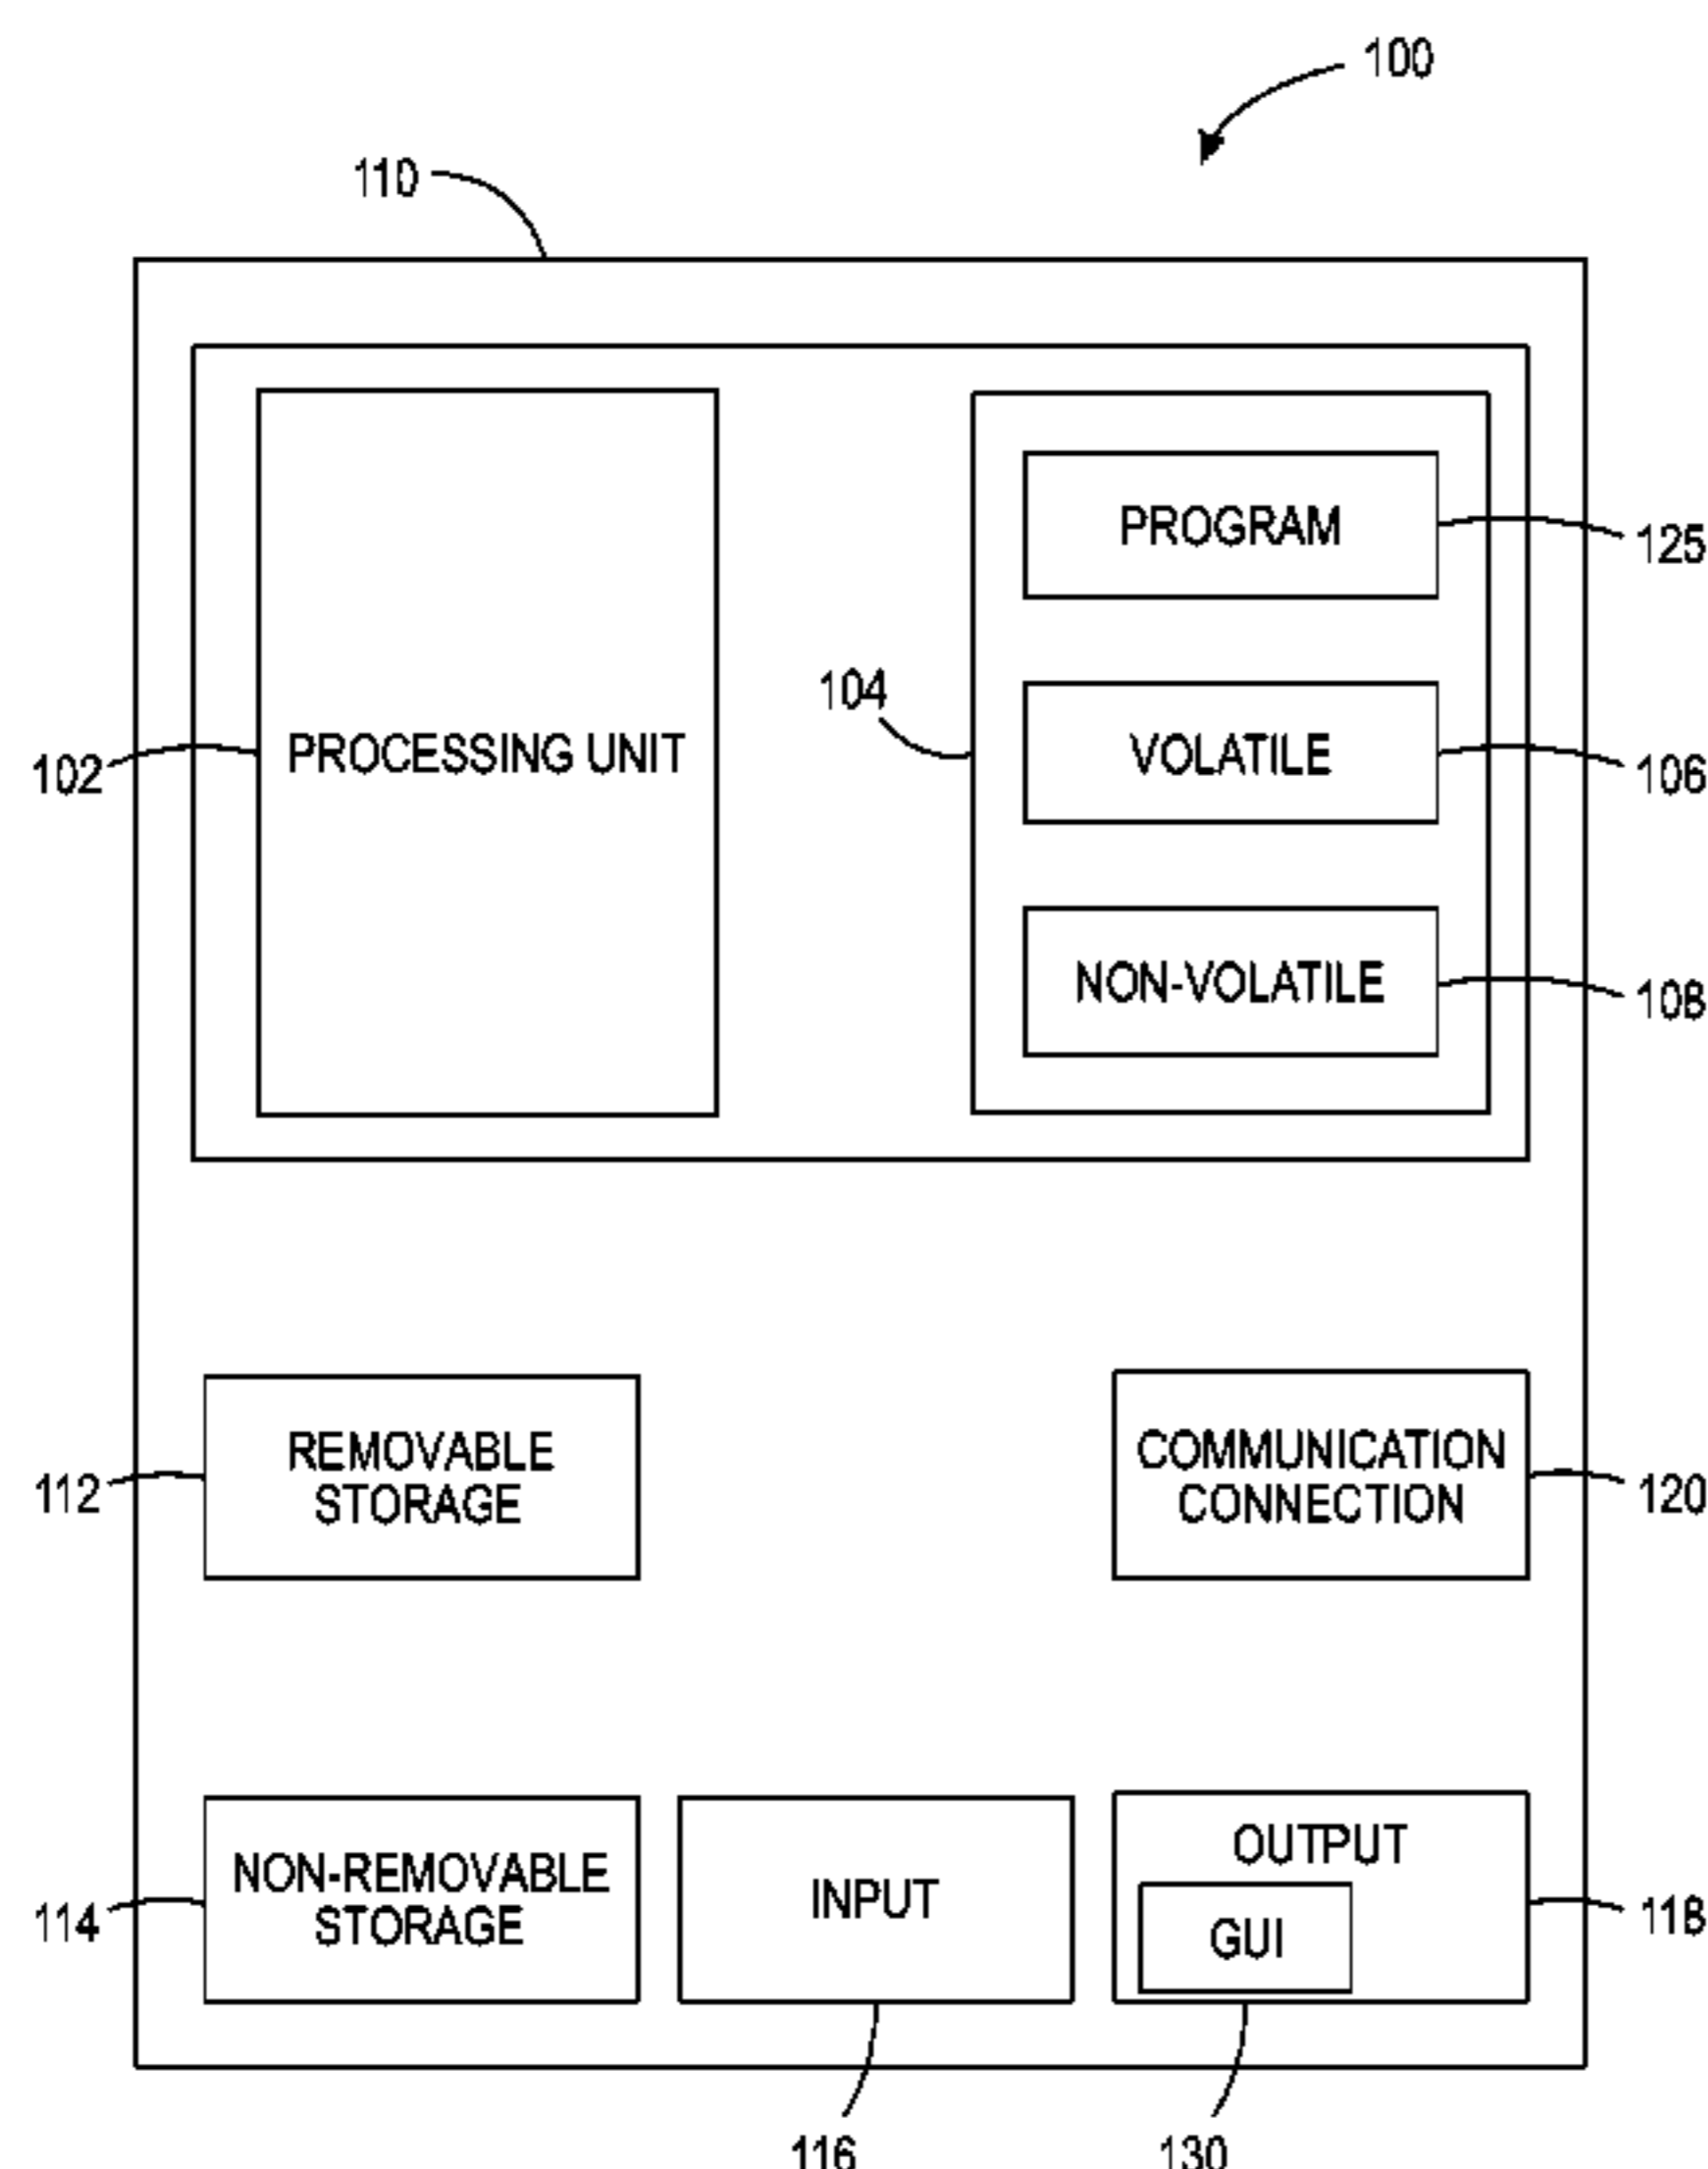 100
110
PROGRAM
125
104
VOLATILE
106
102
PROCESSING UNIT
NON-VOLATILE
108
REMOVABLE
STORAGE
112
COMMUNICATION
CONNECTION
120
NON-REMOVABLE
STORAGE
114
INPUT
OUTPUT
GUI
118
116
130